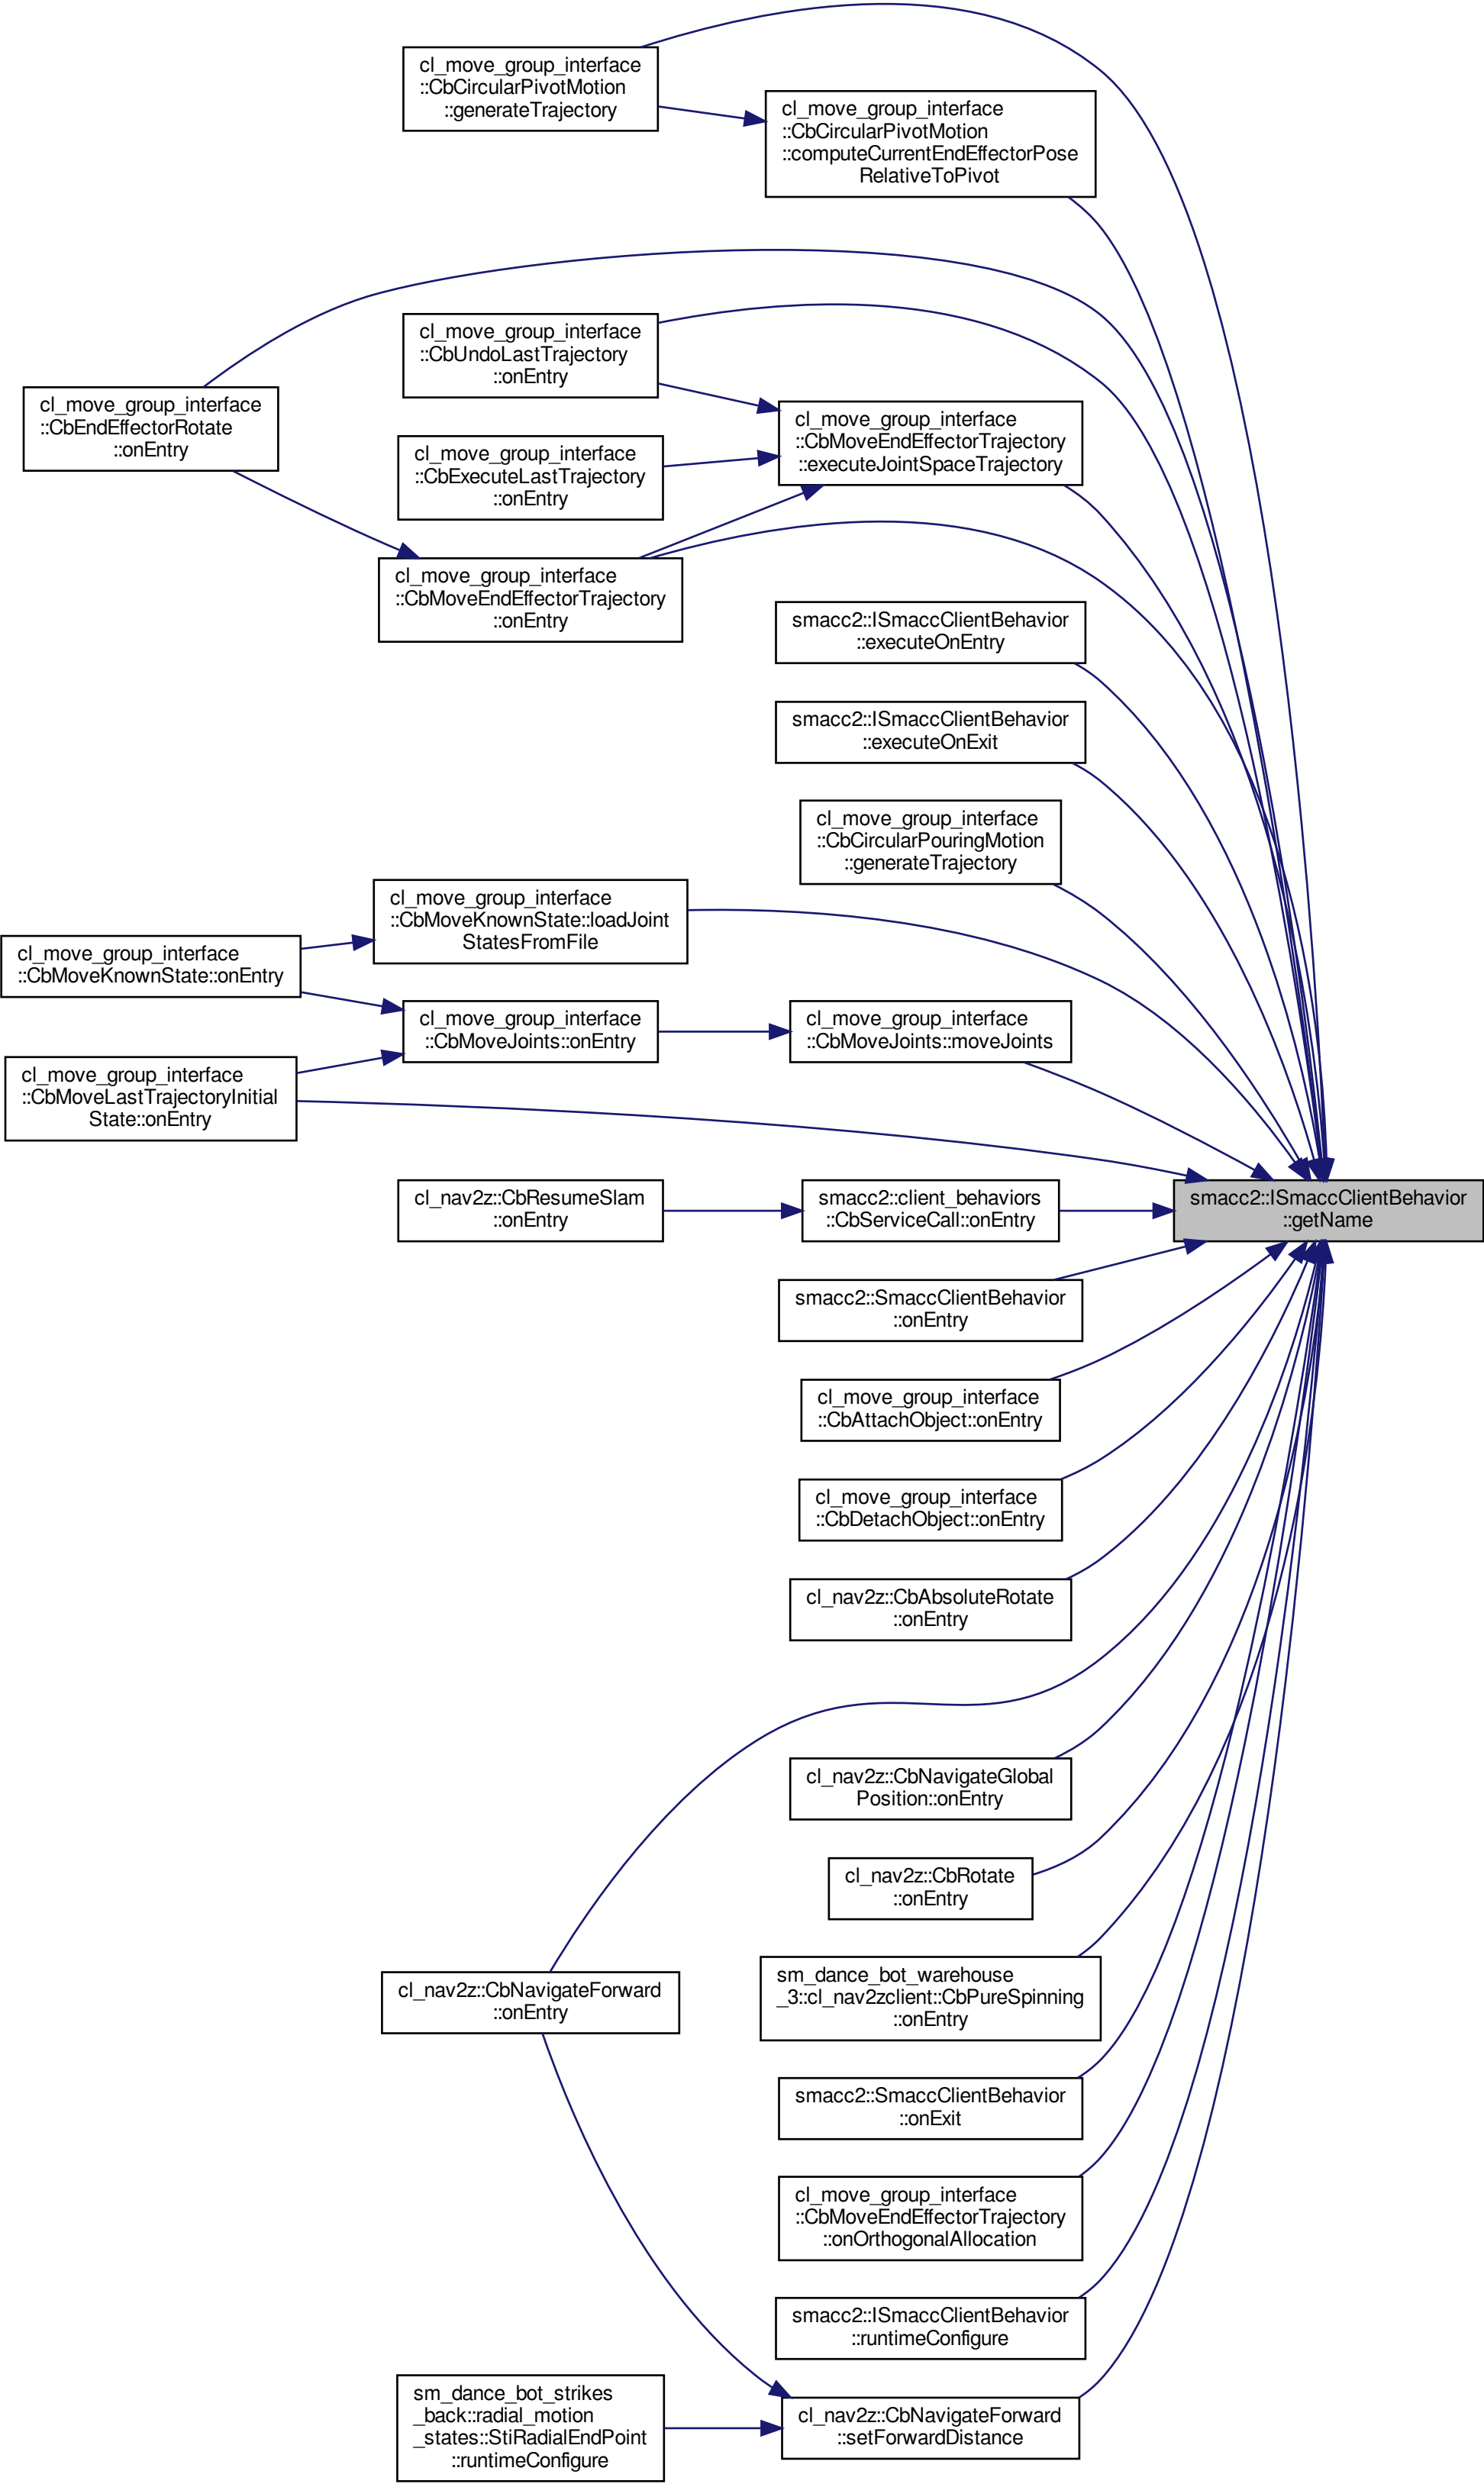 cl_move_group_interface
::CbCircularPivotMotion
::generateTrajectory
cl_move_group_interface
::CbCircularPivotMotion
::computeCurrentEndEffectorPose
RelativeToPivot
cl_move_group_interface
::CbUndoLastTrajectory
::onEntry
cl_move_group_interface
::CbEndEffectorRotate
::onEntry
cl_move_group_interface
::CbMoveEndEffectorTrajectory
::executeJointSpaceTrajectory
cl_move_group_interface
::CbExecuteLastTrajectory
::onEntry
cl_move_group_interface
::CbMoveEndEffectorTrajectory
::onEntry
smacc2::ISmaccClientBehavior
::executeOnEntry
smacc2::ISmaccClientBehavior
::executeOnExit
cl_move_group_interface
::CbCircularPouringMotion
::generateTrajectory
cl_move_group_interface
::CbMoveKnownState::loadJoint
StatesFromFile
cl_move_group_interface
::CbMoveKnownState::onEntry
cl_move_group_interface
::CbMoveJoints::onEntry
cl_move_group_interface
::CbMoveJoints::moveJoints
cl_move_group_interface
::CbMoveLastTrajectoryInitial
State::onEntry
cl_nav2z::CbResumeSlam
::onEntry
smacc2::client_behaviors
::CbServiceCall::onEntry
smacc2::ISmaccClientBehavior
::getName
smacc2::SmaccClientBehavior
::onEntry
cl_move_group_interface
::CbAttachObject::onEntry
cl_move_group_interface
::CbDetachObject::onEntry
cl_nav2z::CbAbsoluteRotate
::onEntry
cl_nav2z::CbNavigateGlobal
Position::onEntry
cl_nav2z::CbRotate
::onEntry
cl_nav2z::CbNavigateForward
::onEntry
sm_dance_bot_warehouse
_3::cl_nav2zclient::CbPureSpinning
::onEntry
smacc2::SmaccClientBehavior
::onExit
cl_move_group_interface
::CbMoveEndEffectorTrajectory
::onOrthogonalAllocation
smacc2::ISmaccClientBehavior
::runtimeConfigure
sm_dance_bot_strikes
_back::radial_motion
_states::StiRadialEndPoint
::runtimeConfigure
cl_nav2z::CbNavigateForward
::setForwardDistance